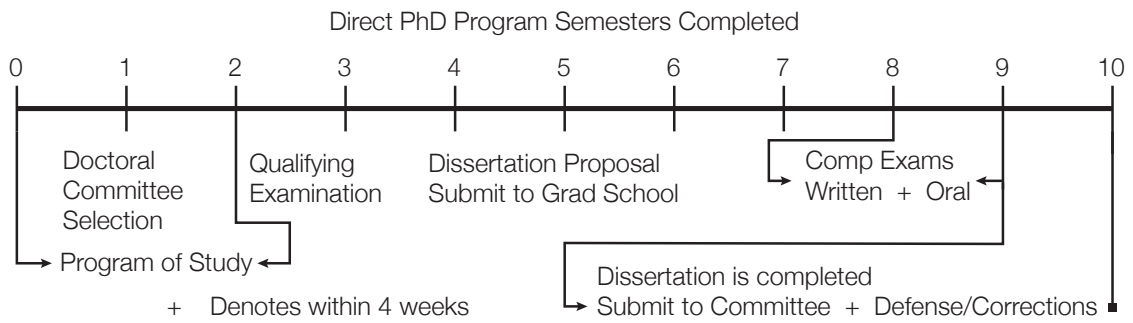 Direct PhD Program Semesters Completed
0 1 2 3 4 5 6 7 8 9 10
Doctoral
Committee
Selection
Qualifying
Examination
Dissertation Proposal
Submit to Grad School
Comp Exams
Written + Oral
Program of Study
Dissertation is completed
Submit to Committee + Defense/Corrections
+ Denotes within 4 weeks